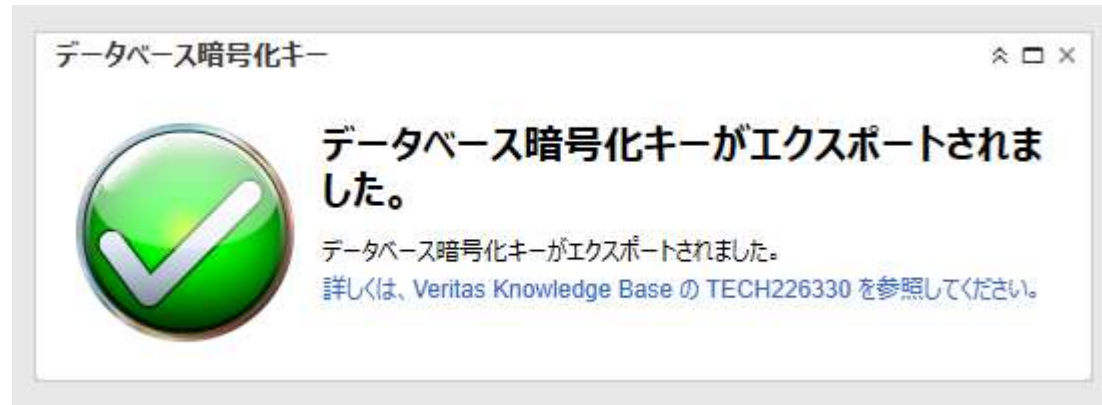 データベース暗号化キー
データベース暗号化キーがエクスポートされま
した。
データベース暗号化キーがエクスポートされました。
詳しくは、Veritas Knowledge Base の TECH226330 を参照してください。